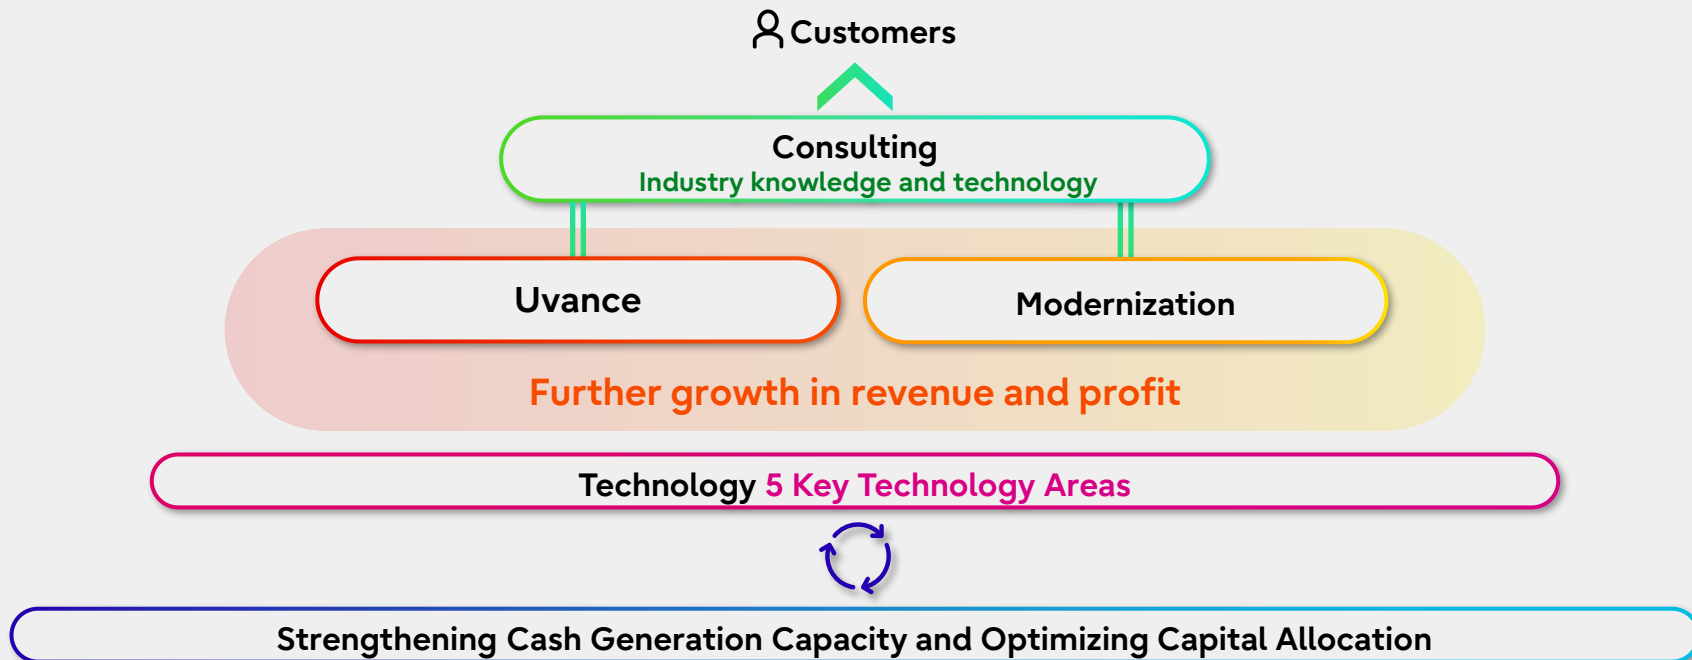 Customers
Consulting
Industry knowledge and technology
Uvance
Modernization
Further growth in revenue and profit
Technology 5 Key Technology Areas
Strengthening Cash Generation Capacity and Optimizing Capital Allocation